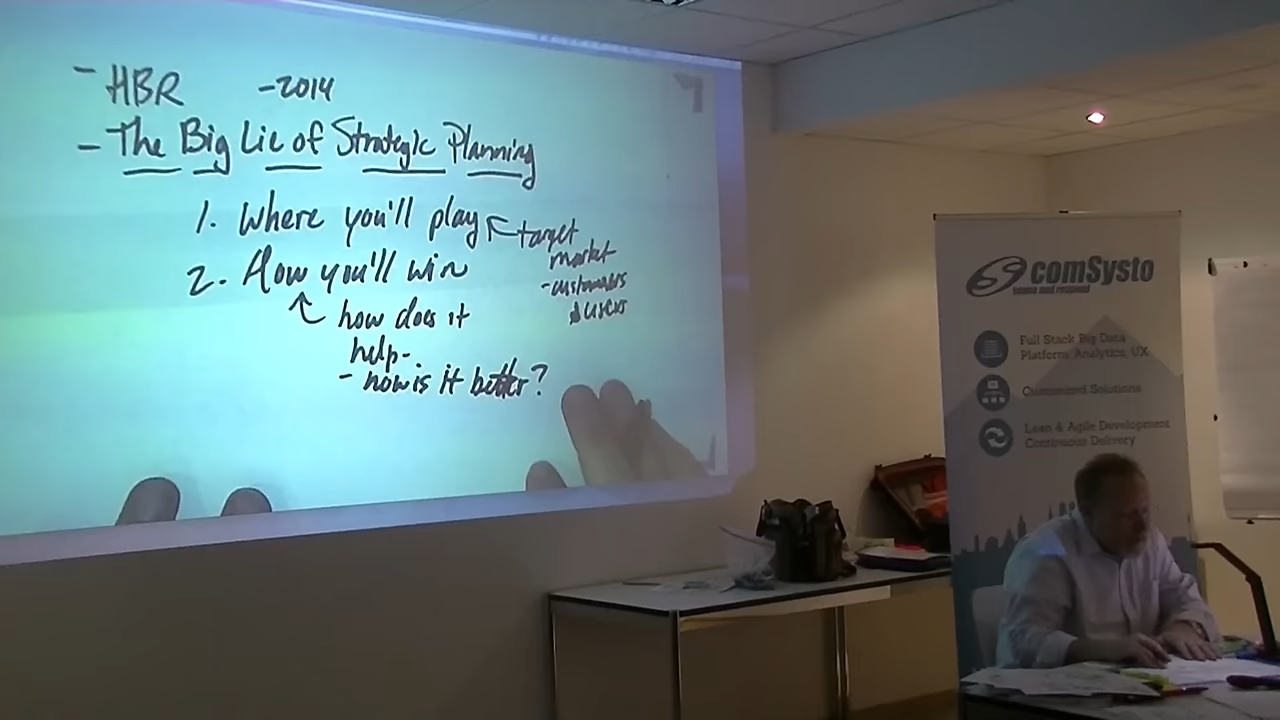 - HBR -2014
- The Big Lie of Strategic Planning
1. Where you'll play ↖ target
market
- customers
& users
2. How you'll win
↖ how does it
help-
- how is it better?
comSysto
Full Stack Big Data
Platform, Analytics, UX
Customized Solutions
Lean & Agile Development
Continuous Delivery